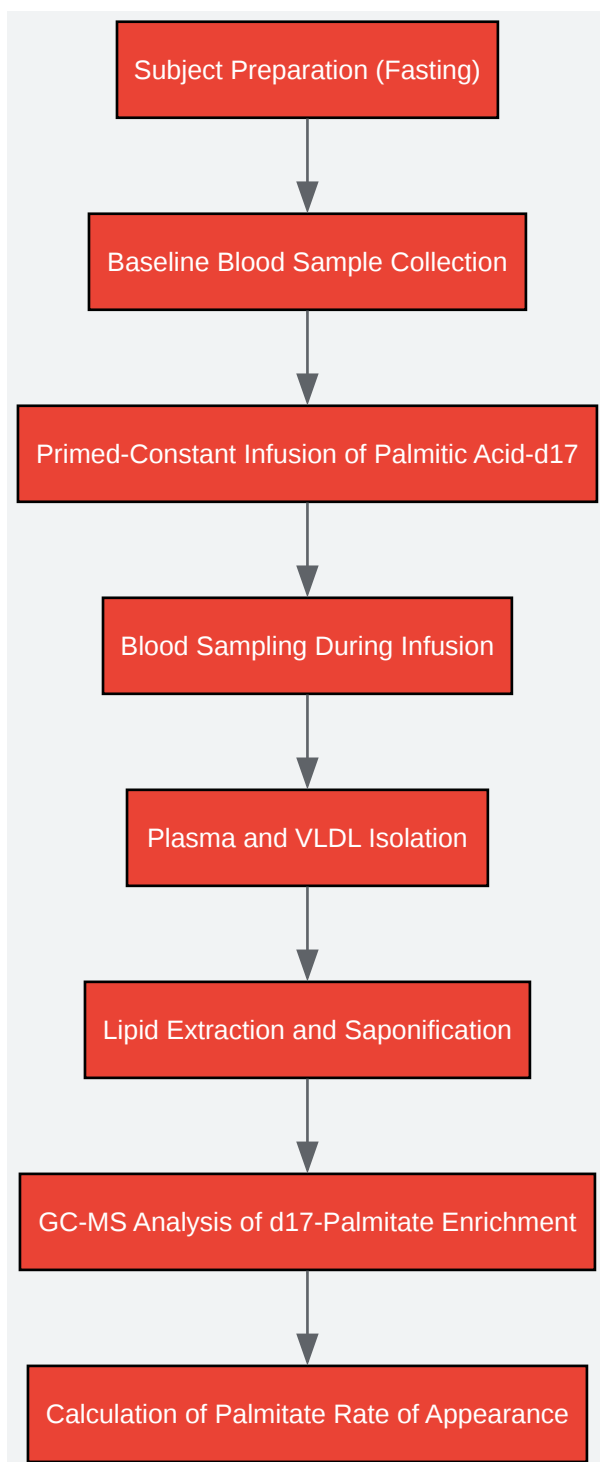 Subject Preparation (Fasting)
Baseline Blood Sample Collection
Primed-Constant Infusion of Palmitic Acid-d17
Blood Sampling During Infusion
Plasma and VLDL Isolation
Lipid Extraction and Saponification
GC-MS Analysis of d17-Palmitate Enrichment
Calculation of Palmitate Rate of Appearance